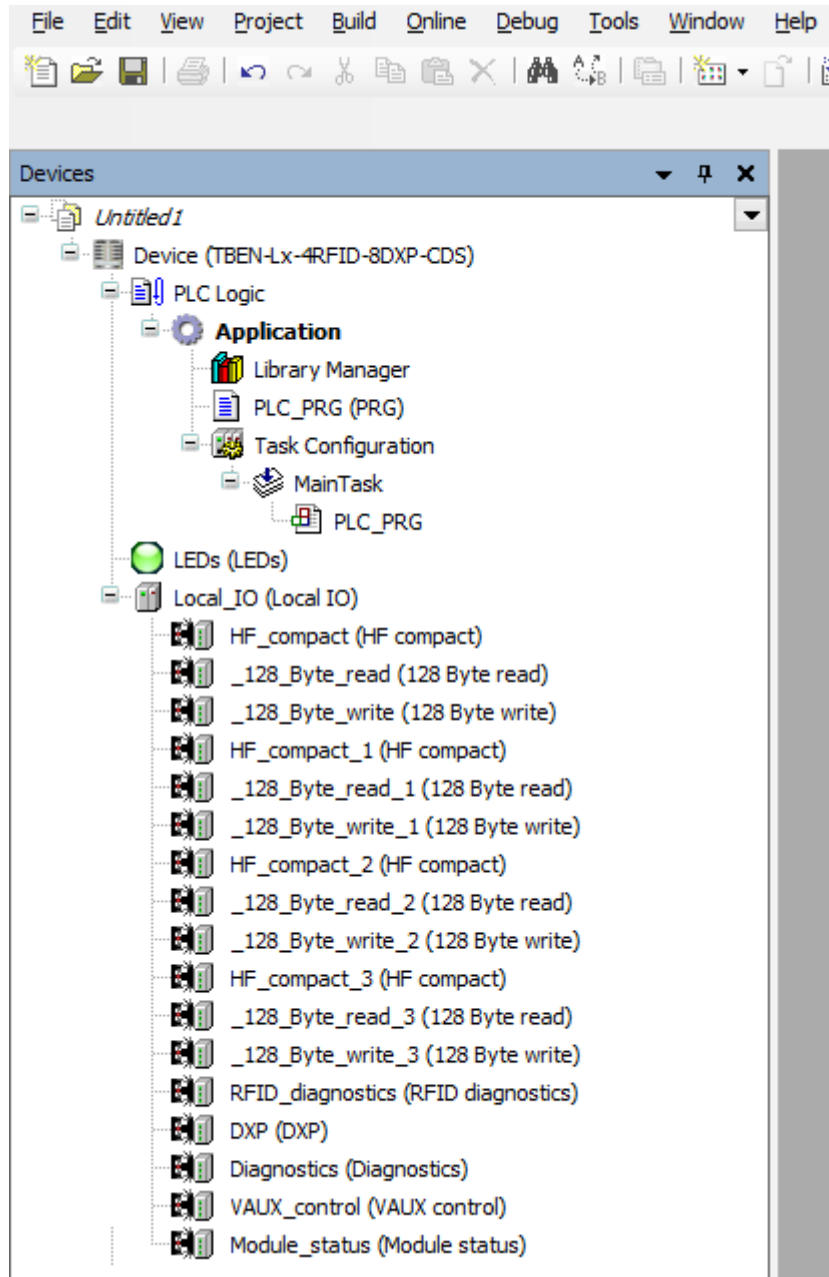 File Edit View Project Build Online Debug Tools Window Help
Devices
Untitled1
Device (TBEN-Lx-4RFID-8DXP-CDS)
PLC Logic
Application
Library Manager
PLC_PRG (PRG)
Task Configuration
MainTask
PLC_PRG
LEDs (LEDs)
Local_IO (Local IO)
HF_compact (HF compact)
_128_Byte_read (128 Byte read)
_128_Byte_write (128 Byte write)
HF_compact_1 (HF compact)
_128_Byte_read_1 (128 Byte read)
_128_Byte_write_1 (128 Byte write)
HF_compact_2 (HF compact)
_128_Byte_read_2 (128 Byte read)
_128_Byte_write_2 (128 Byte write)
HF_compact_3 (HF compact)
_128_Byte_read_3 (128 Byte read)
_128_Byte_write_3 (128 Byte write)
RFID_diagnostics (RFID diagnostics)
DXP (DXP)
Diagnostics (Diagnostics)
VAUX_control (VAUX control)
Module_status (Module status)